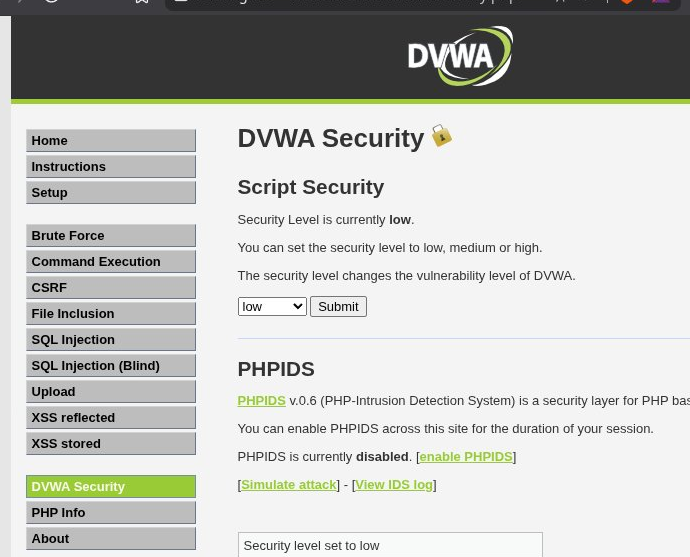 DVWA
Home
Instructions
Setup
Brute Force
Command Execution
CSRF
File Inclusion
SQL Injection
SQL Injection (Blind)
Upload
XSS reflected
XSS stored
DVWA Security
PHP Info
About
DVWA Security
Script Security
Security Level is currently low.
You can set the security level to low, medium or high.
The security level changes the vulnerability level of DVWA.
low Submit
PHPIDS
PHPIDS v.0.6 (PHP-Intrusion Detection System) is a security layer for PHP bas
You can enable PHPIDS across this site for the duration of your session.
PHPIDS is currently disabled. [enable PHPIDS]
[Simulate attack] - [View IDS log]
Security level set to low